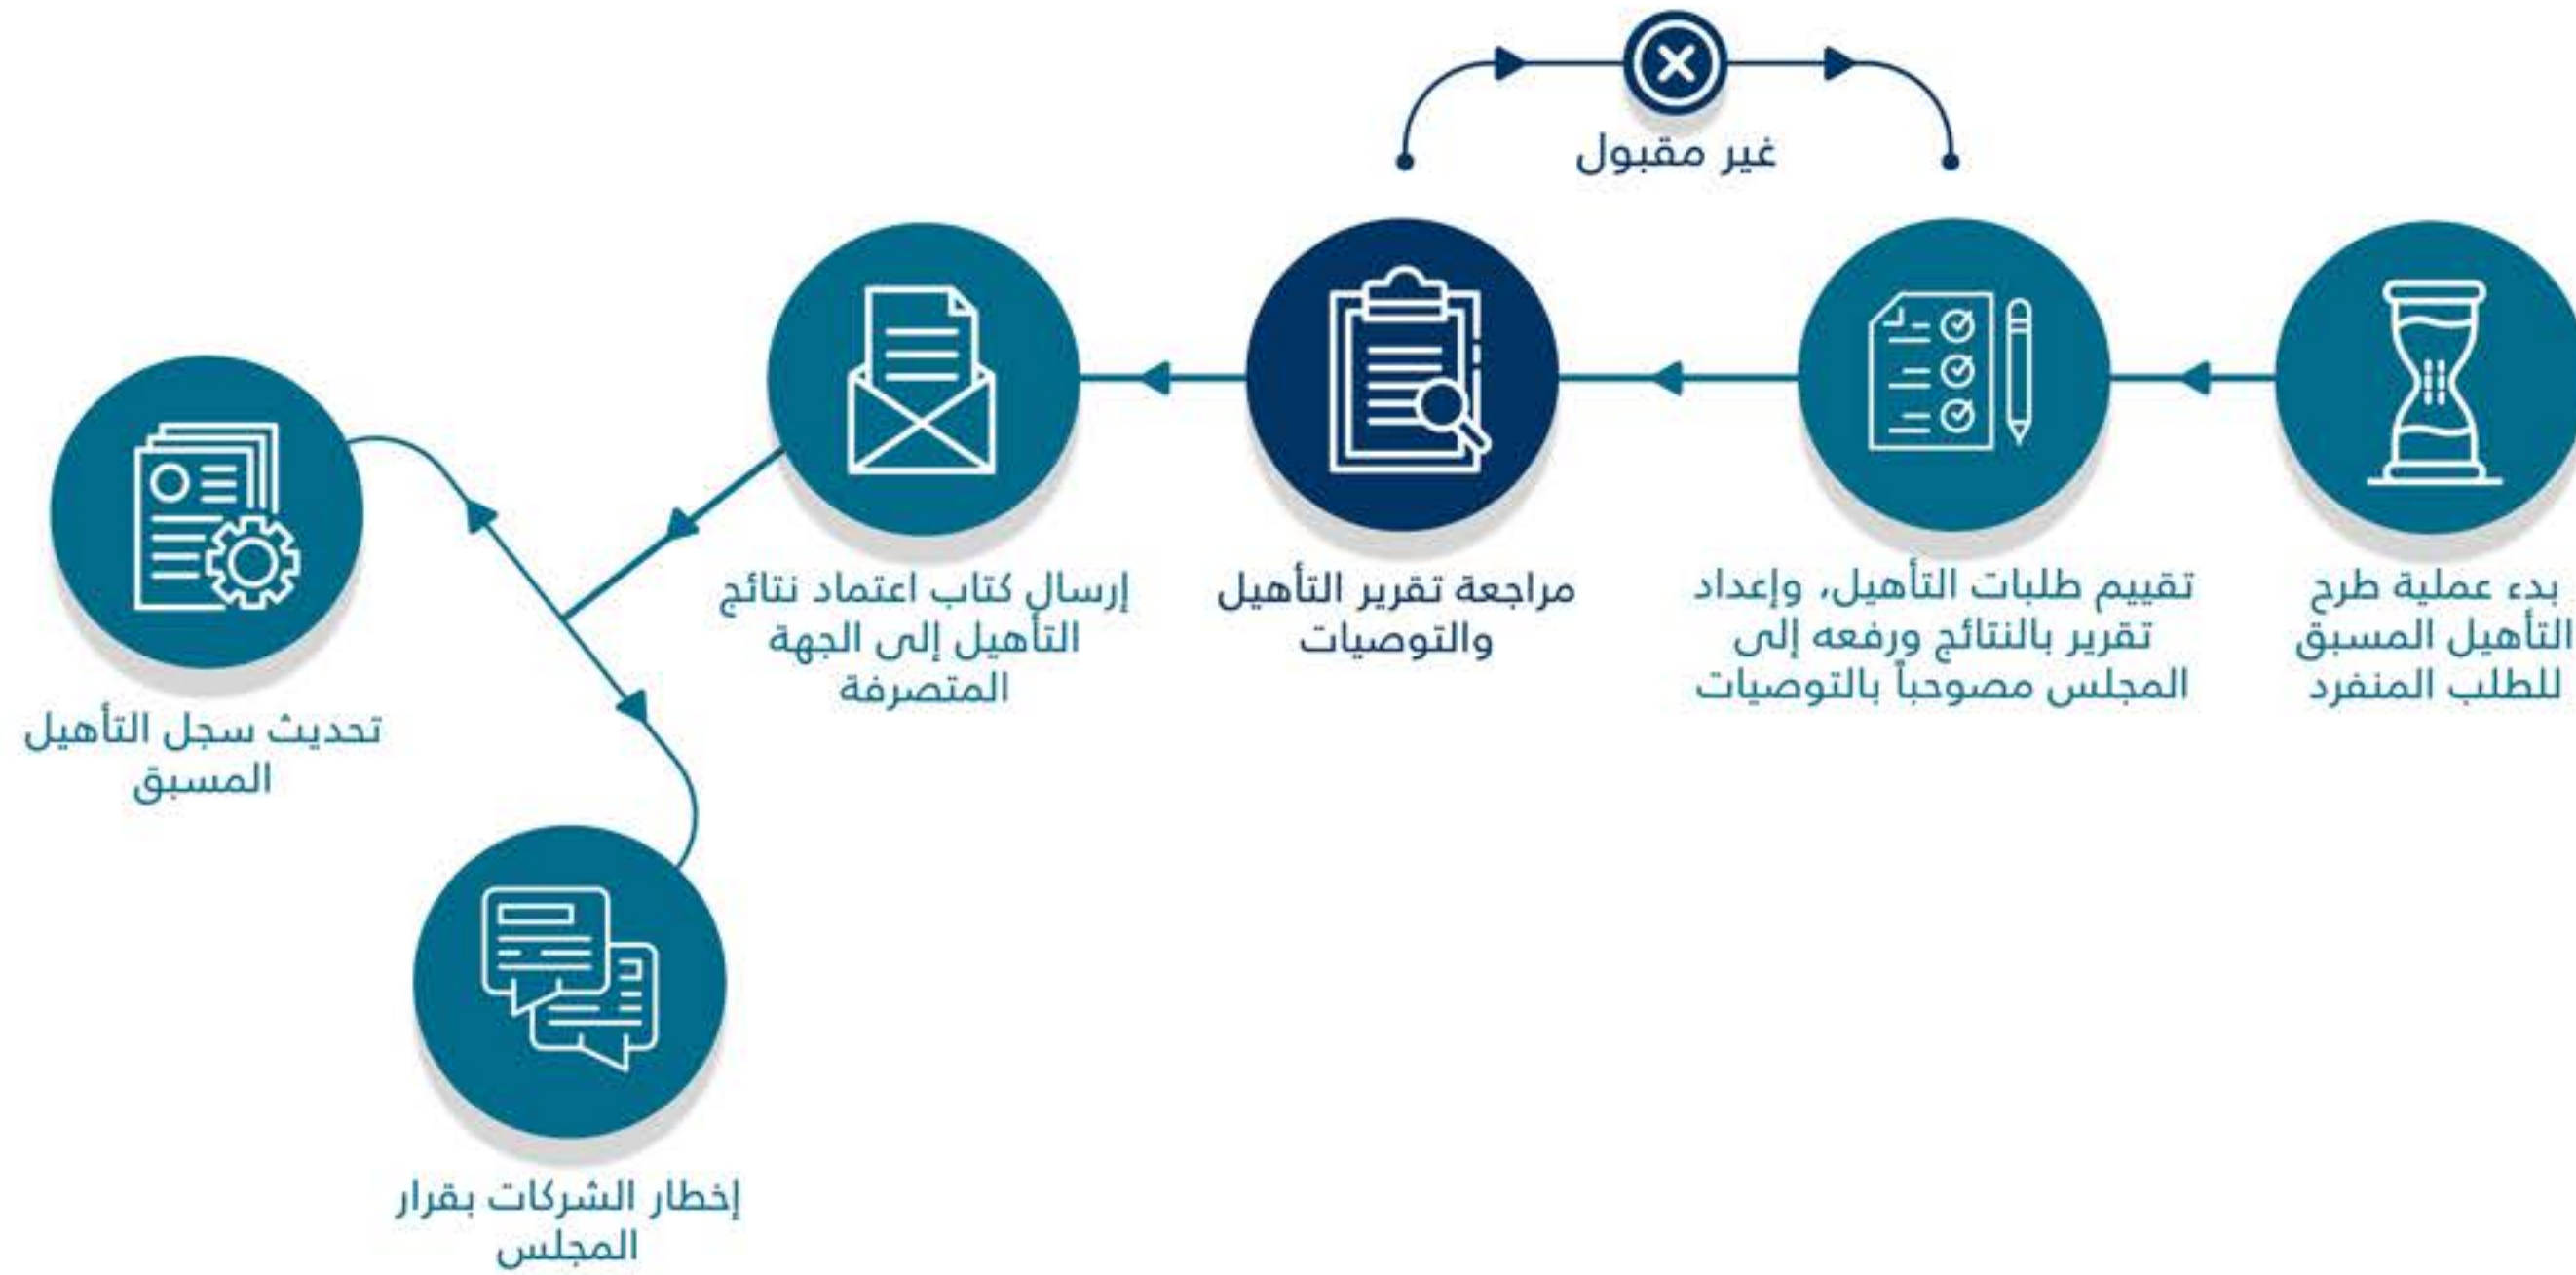 غير مقبول
بدء عملية طرح
التأهيل المسبق
للطلب المنفرد
تقييم طلبات التأهيل، وإعداد
تقرير بالنتائج ورفعه إلى
المجلس مصوحباً بالتوصيات
مراجعة تقرير التأهيل
والتوصيات
إرسال كتاب اعتماد نتائج
التأهيل إلى الجهة
المتصرفة
تحديث سجل التأهيل
المسبق
إخطار الشركات بقرار
المجلس